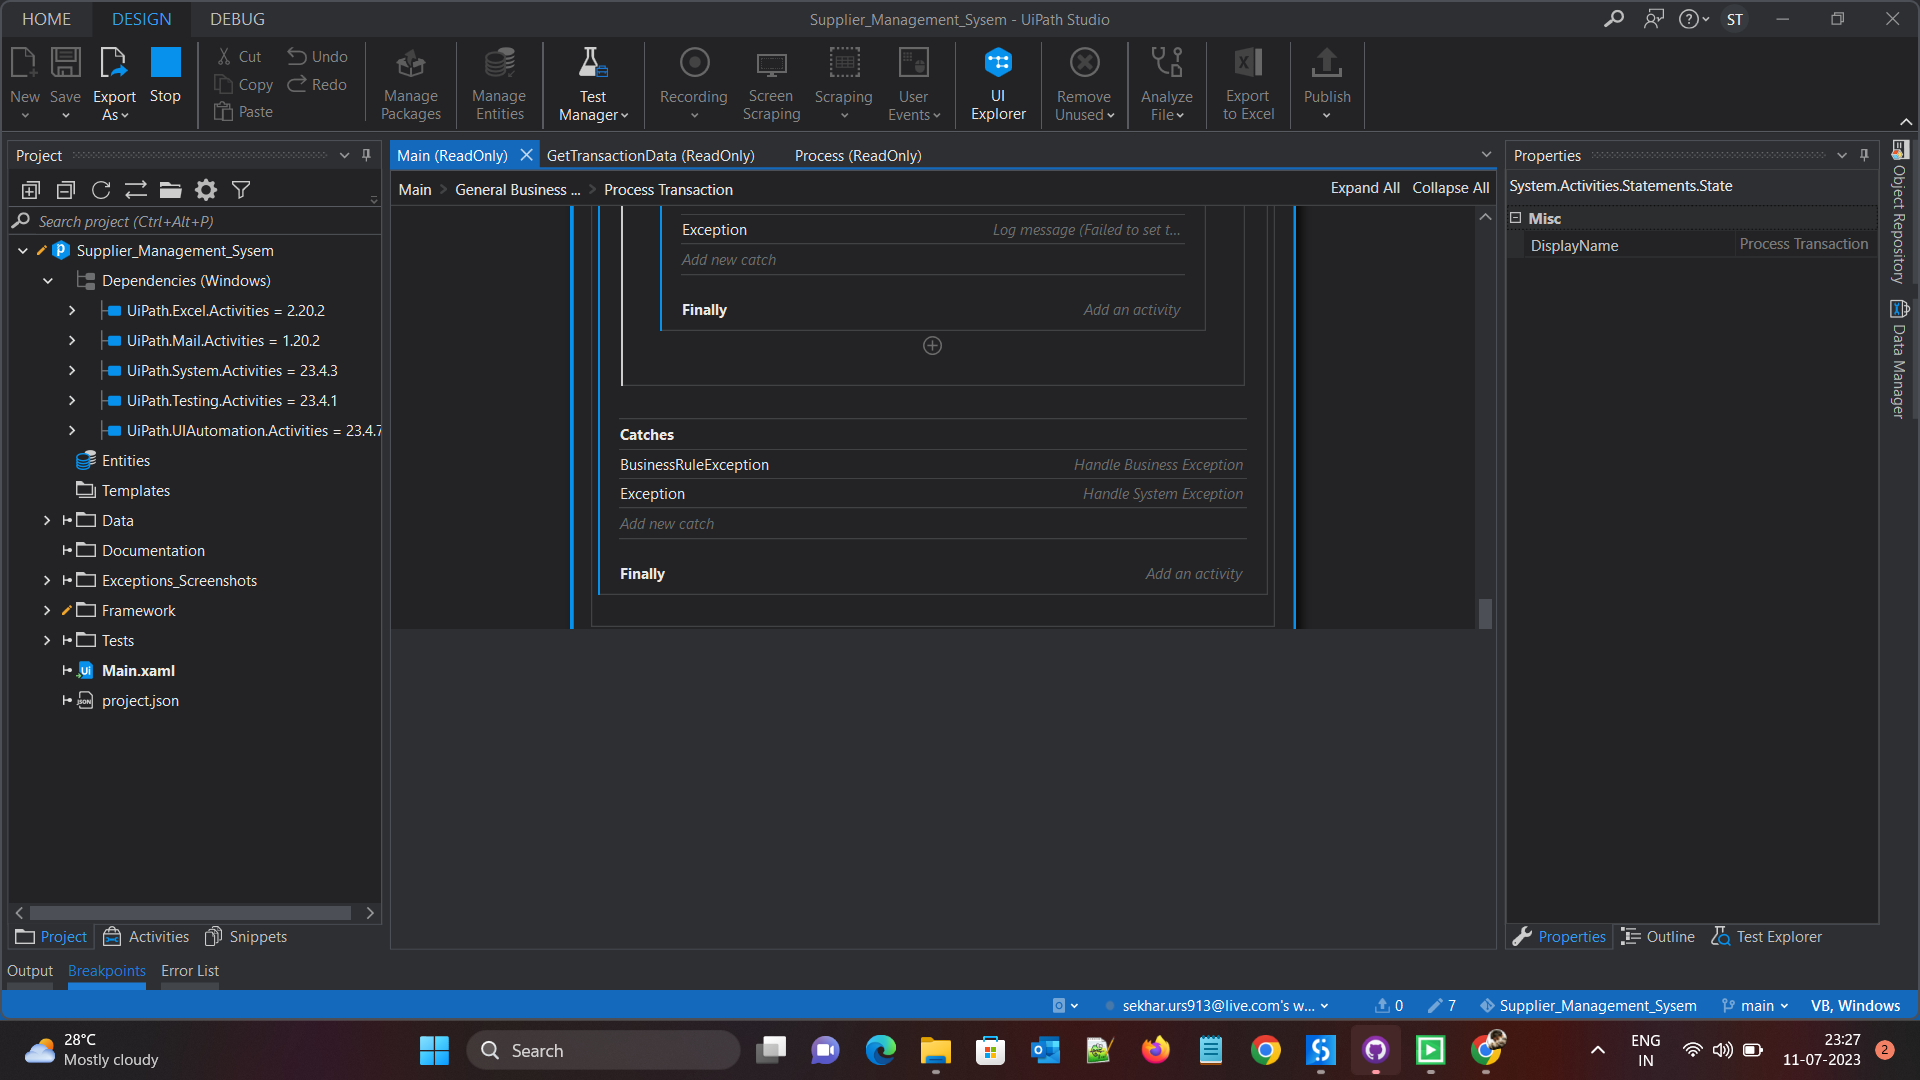 HOME DESIGN DEBUG
Supplier_Management_Sysem - UiPath Studio
ST
New Save Export As Stop
Cut Undo
Copy Redo
Paste
Manage Packages
Manage Entities
Test Manager
Recording
Screen Scraping
Scraping
User Events
UI Explorer
Remove Unused
Analyze File
Export to Excel
Publish
Project
Search project (Ctrl+Alt+P)
Supplier_Management_Sysem
Dependencies (Windows)
UiPath.Excel.Activities = 2.20.2
UiPath.Mail.Activities = 1.20.2
UiPath.System.Activities = 23.4.3
UiPath.Testing.Activities = 23.4.1
UiPath.UIAutomation.Activities = 23.4.7
Entities
Templates
Data
Documentation
Exceptions_Screenshots
Framework
Tests
Main.xaml
project.json
Project Activities Snippets
Main (ReadOnly) GetTransactionData (ReadOnly) Process (ReadOnly)
Main > General Business ... > Process Transaction
Expand All Collapse All
Exception Log message (Failed to set t...
Add new catch
Finally Add an activity
Catches
BusinessRuleException Handle Business Exception
Exception Handle System Exception
Add new catch
Finally Add an activity
Properties
System.Activities.Statements.State
Misc
DisplayName Process Transaction
Properties Outline Test Explorer
Object Repository
Data Manager
Output Breakpoints Error List
sekhar.urs913@live.com's w... 0 7 Supplier_Management_Sysem main VB, Windows
28°C
Mostly cloudy
Search
ENG
IN
23:27
11-07-2023
2